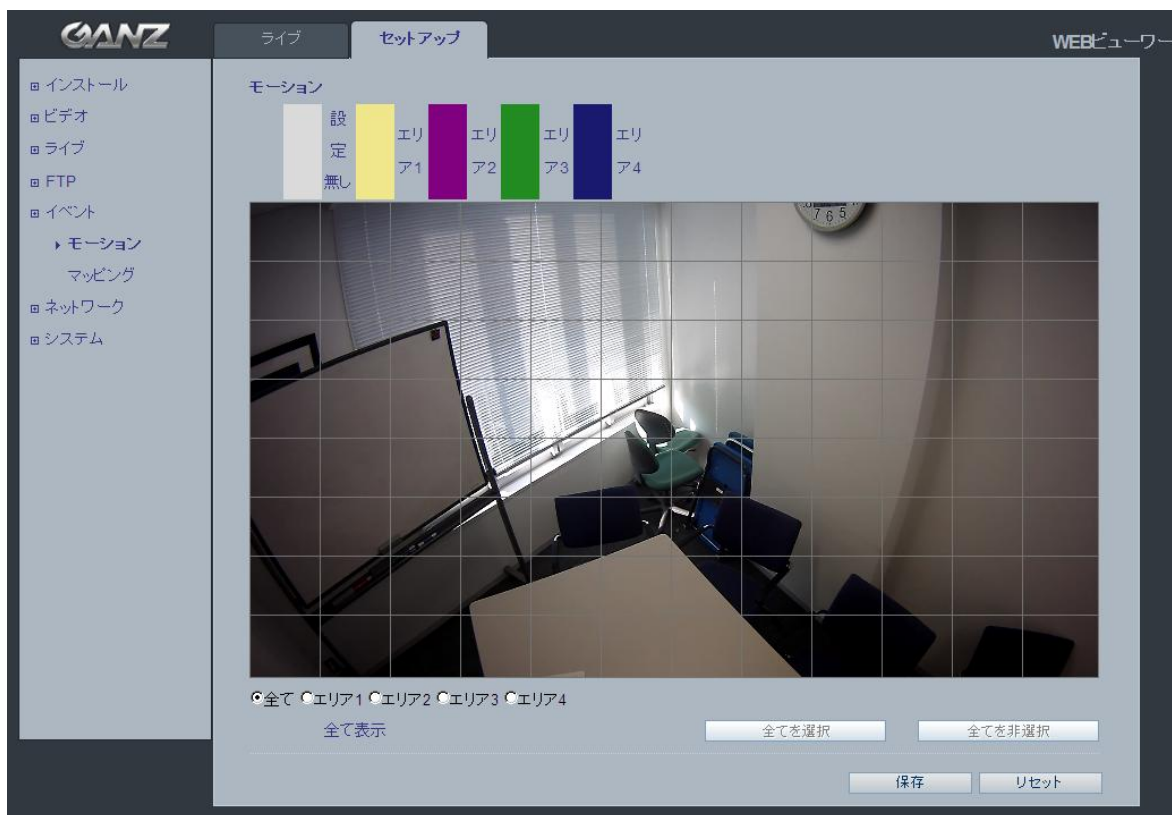 GANZ
ライブ
セットアップ
WEBビューワー
インストール
ビデオ
ライブ
FTP
イベント
モーション
マッピング
ネットワーク
システム
モーション
設定無し
エリア1
エリア2
エリア3
エリア4
7 6 5
全て エリア1 エリア2 エリア3 エリア4
全て表示
全てを選択
全てを非選択
保存
リセット